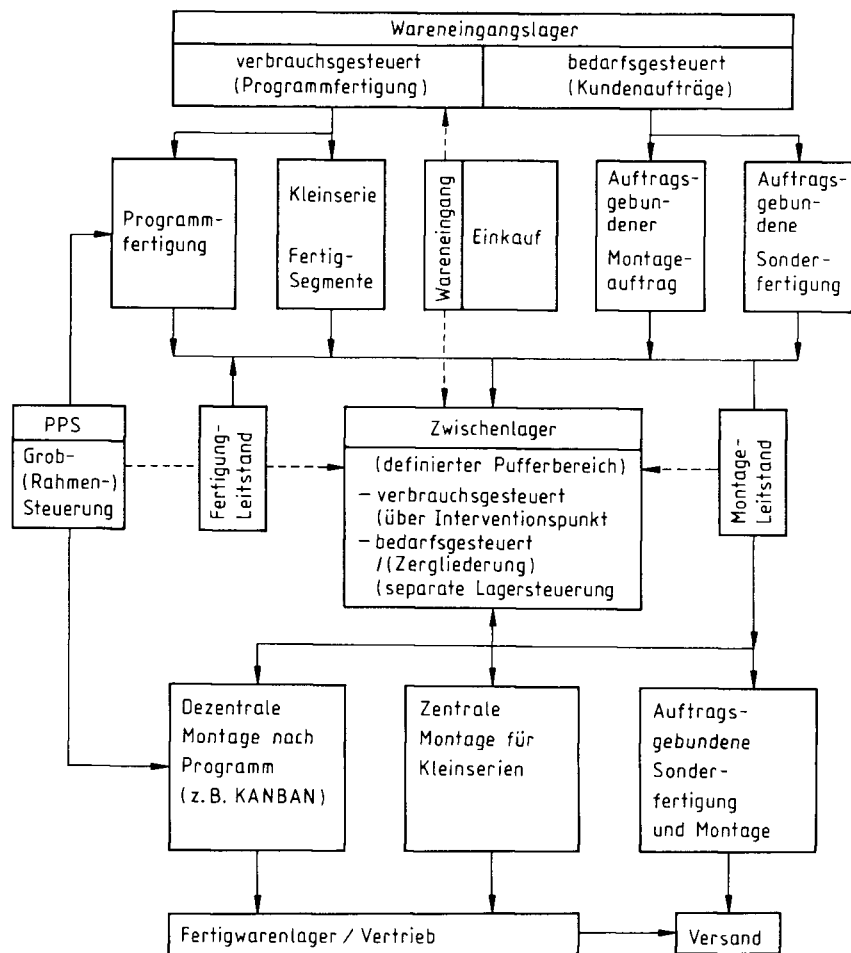 Wareneingangslager
verbrauchsgesteuert
(Programmfertigung)
bedarfsgesteuert
(Kundenaufträge)
Programm-
fertigung
Kleinserie
Fertig-
Segmente
Wareneingang
Einkauf
Auftrags-
gebun-
dener
Montage-
auftrag
Auftrags-
gebun-
dene
Sonder-
fertigung
PPS
Grob-
(Rahmen-)
Steuerung
Fertigung-
Leitstand
Zwischenlager
(definierter Pufferbereich)
– verbrauchsgesteuert
(über Interventionspunkt
– bedarfsgesteuert
/(Zergliederung)
(separate Lagersteuerung
Montage-
Leitstand
Dezentrale
Montage nach
Programm
(z.B. KANBAN)
Zentrale
Montage für
Kleinserien
Auftrags-
gebundene
Sonder-
fertigung
und Montage
Fertigwarenlager / Vertrieb
Versand